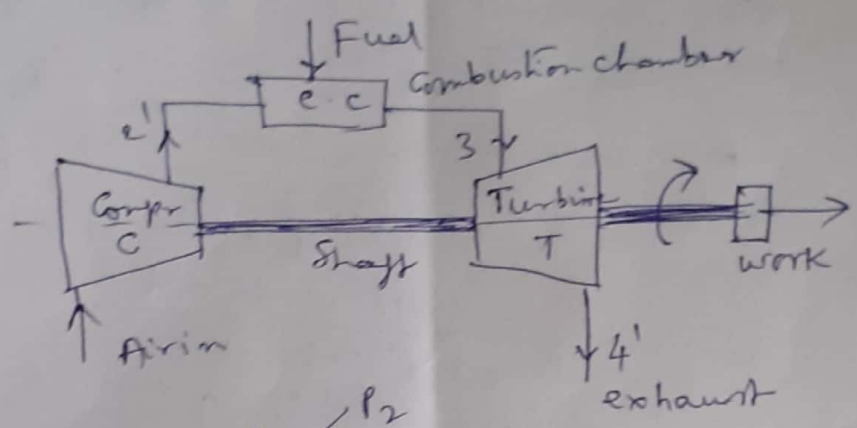 Fuel
Combustion chamber
e.c
2'
3
Compr
C
Turbine
T
Shaft
work
Air in
4'
exhaust
P2